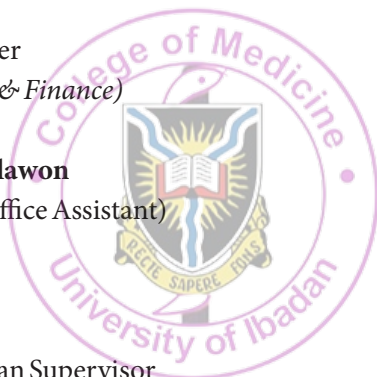 er
& Finance)
lawon
ffice Assistant)
an Supervisor
College of Medicine
RECTE SAPERE FONS
University of Ibadan